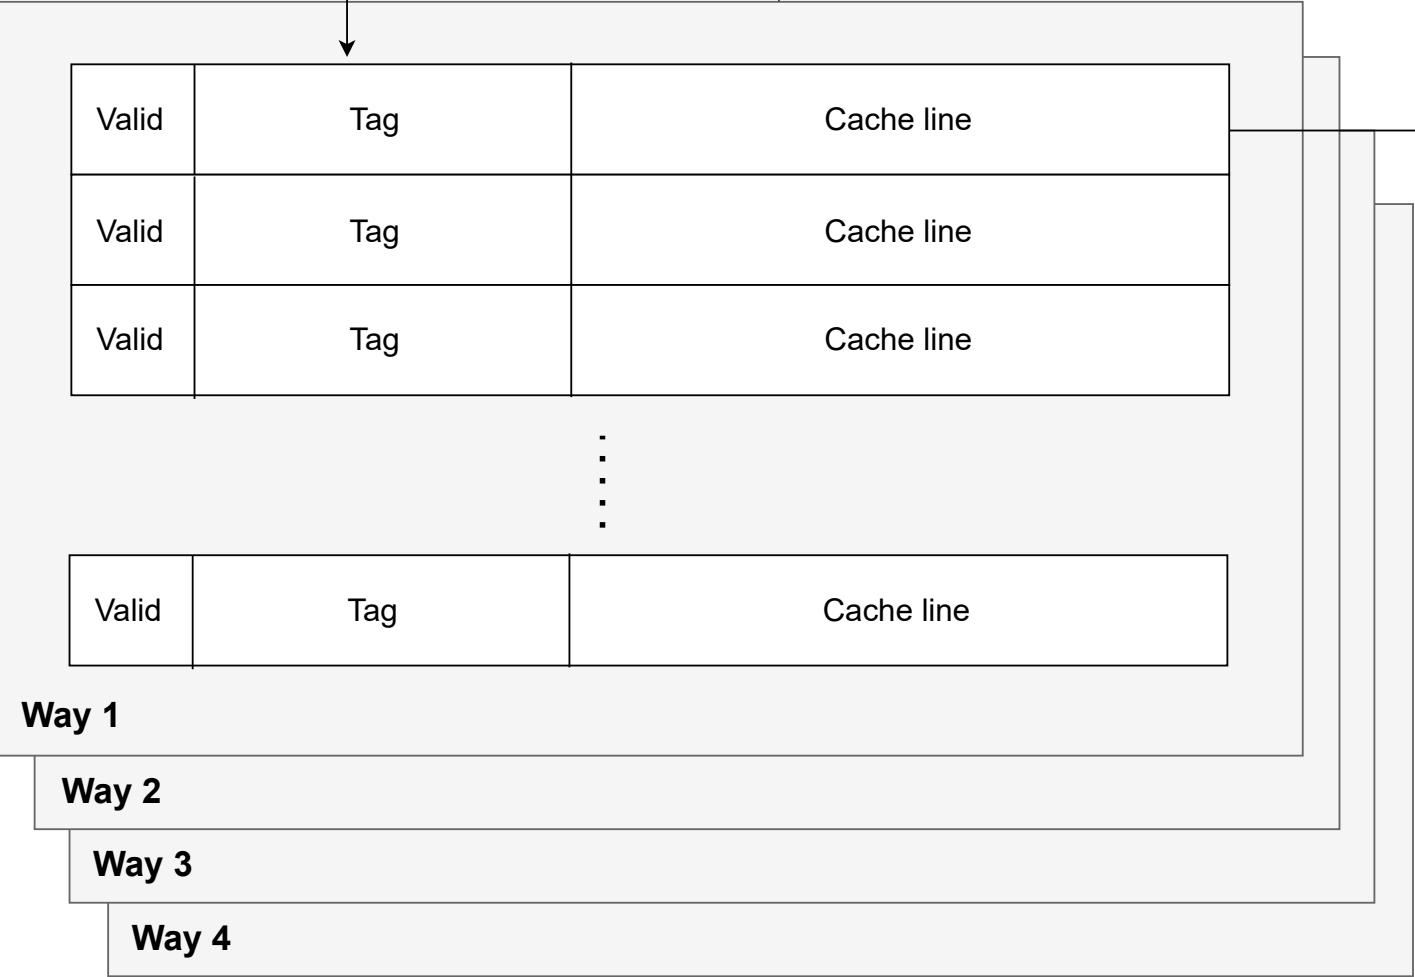 Valid Tag Cache line
Valid Tag Cache line
Valid Tag Cache line
Valid Tag Cache line
Way 1
Way 2
Way 3
Way 4